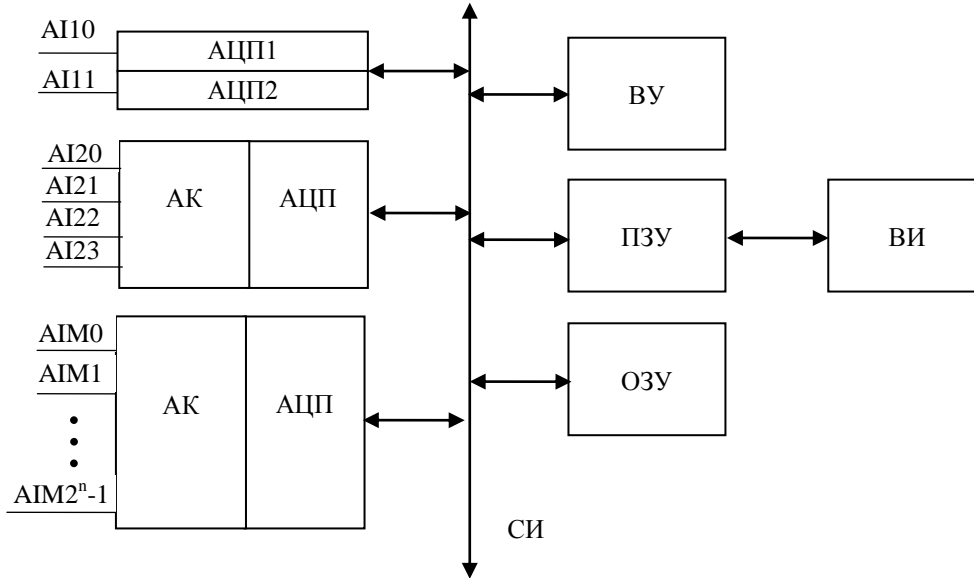 AI10
АЦП1
AI11
АЦП2
ВУ
AI20
AI21
AI22
AI23
АК
АЦП
ПЗУ
ВИ
AIM0
AIM1
AIM2ⁿ-1
АК
АЦП
ОЗУ
СИ